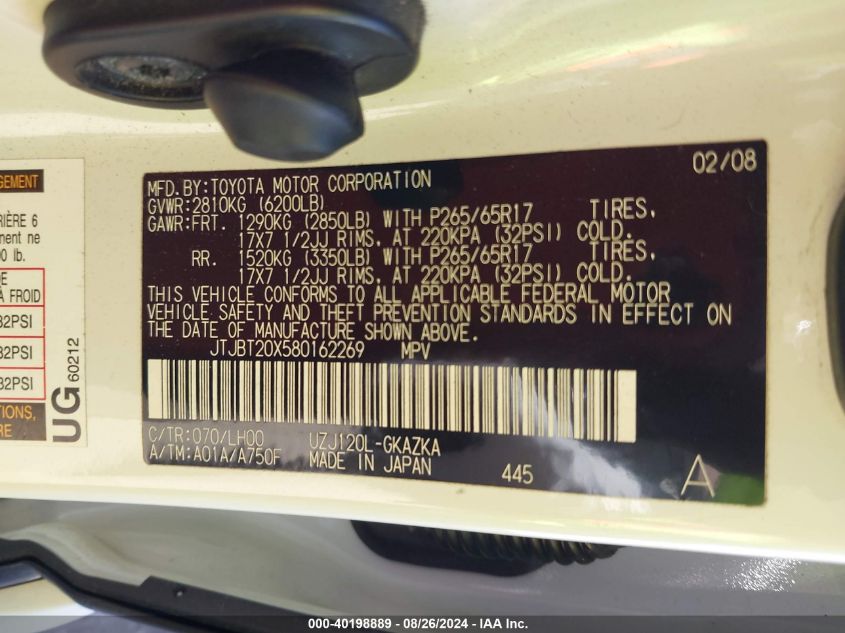 GEMENT
RIÈRE 6
ment ne
00 lb.
DE
À FROID
32PSI
32PSI
32PSI
TIONS,
RE
UG 60212
02/08
MFD.BY:TOYOTA MOTOR CORPORATION
GVWR:2810KG (6200LB)
GAWR:FRT. 1290KG (2850LB) WITH P265/65R17 TIRES,
17X7 1/2JJ RIMS, AT 220KPA (32PSI) COLD.
RR. 1520KG (3350LB) WITH P265/65R17 TIRES,
17X7 1/2JJ RIMS, AT 220KPA (32PSI) COLD.
THIS VEHICLE CONFORMS TO ALL APPLICABLE FEDERAL MOTOR
VEHICLE SAFETY AND THEFT PREVENTION STANDARDS IN EFFECT ON
THE DATE OF MANUFACTURE SHOWN ABOVE.
JTJBT20X580162269 MPV
C/TR:070/LH00 UZJ120L-GKAZKA
A/TM:A01A/A750F MADE IN JAPAN 445 A
000-40198889 / 08/26/2024 / IAA Inc.